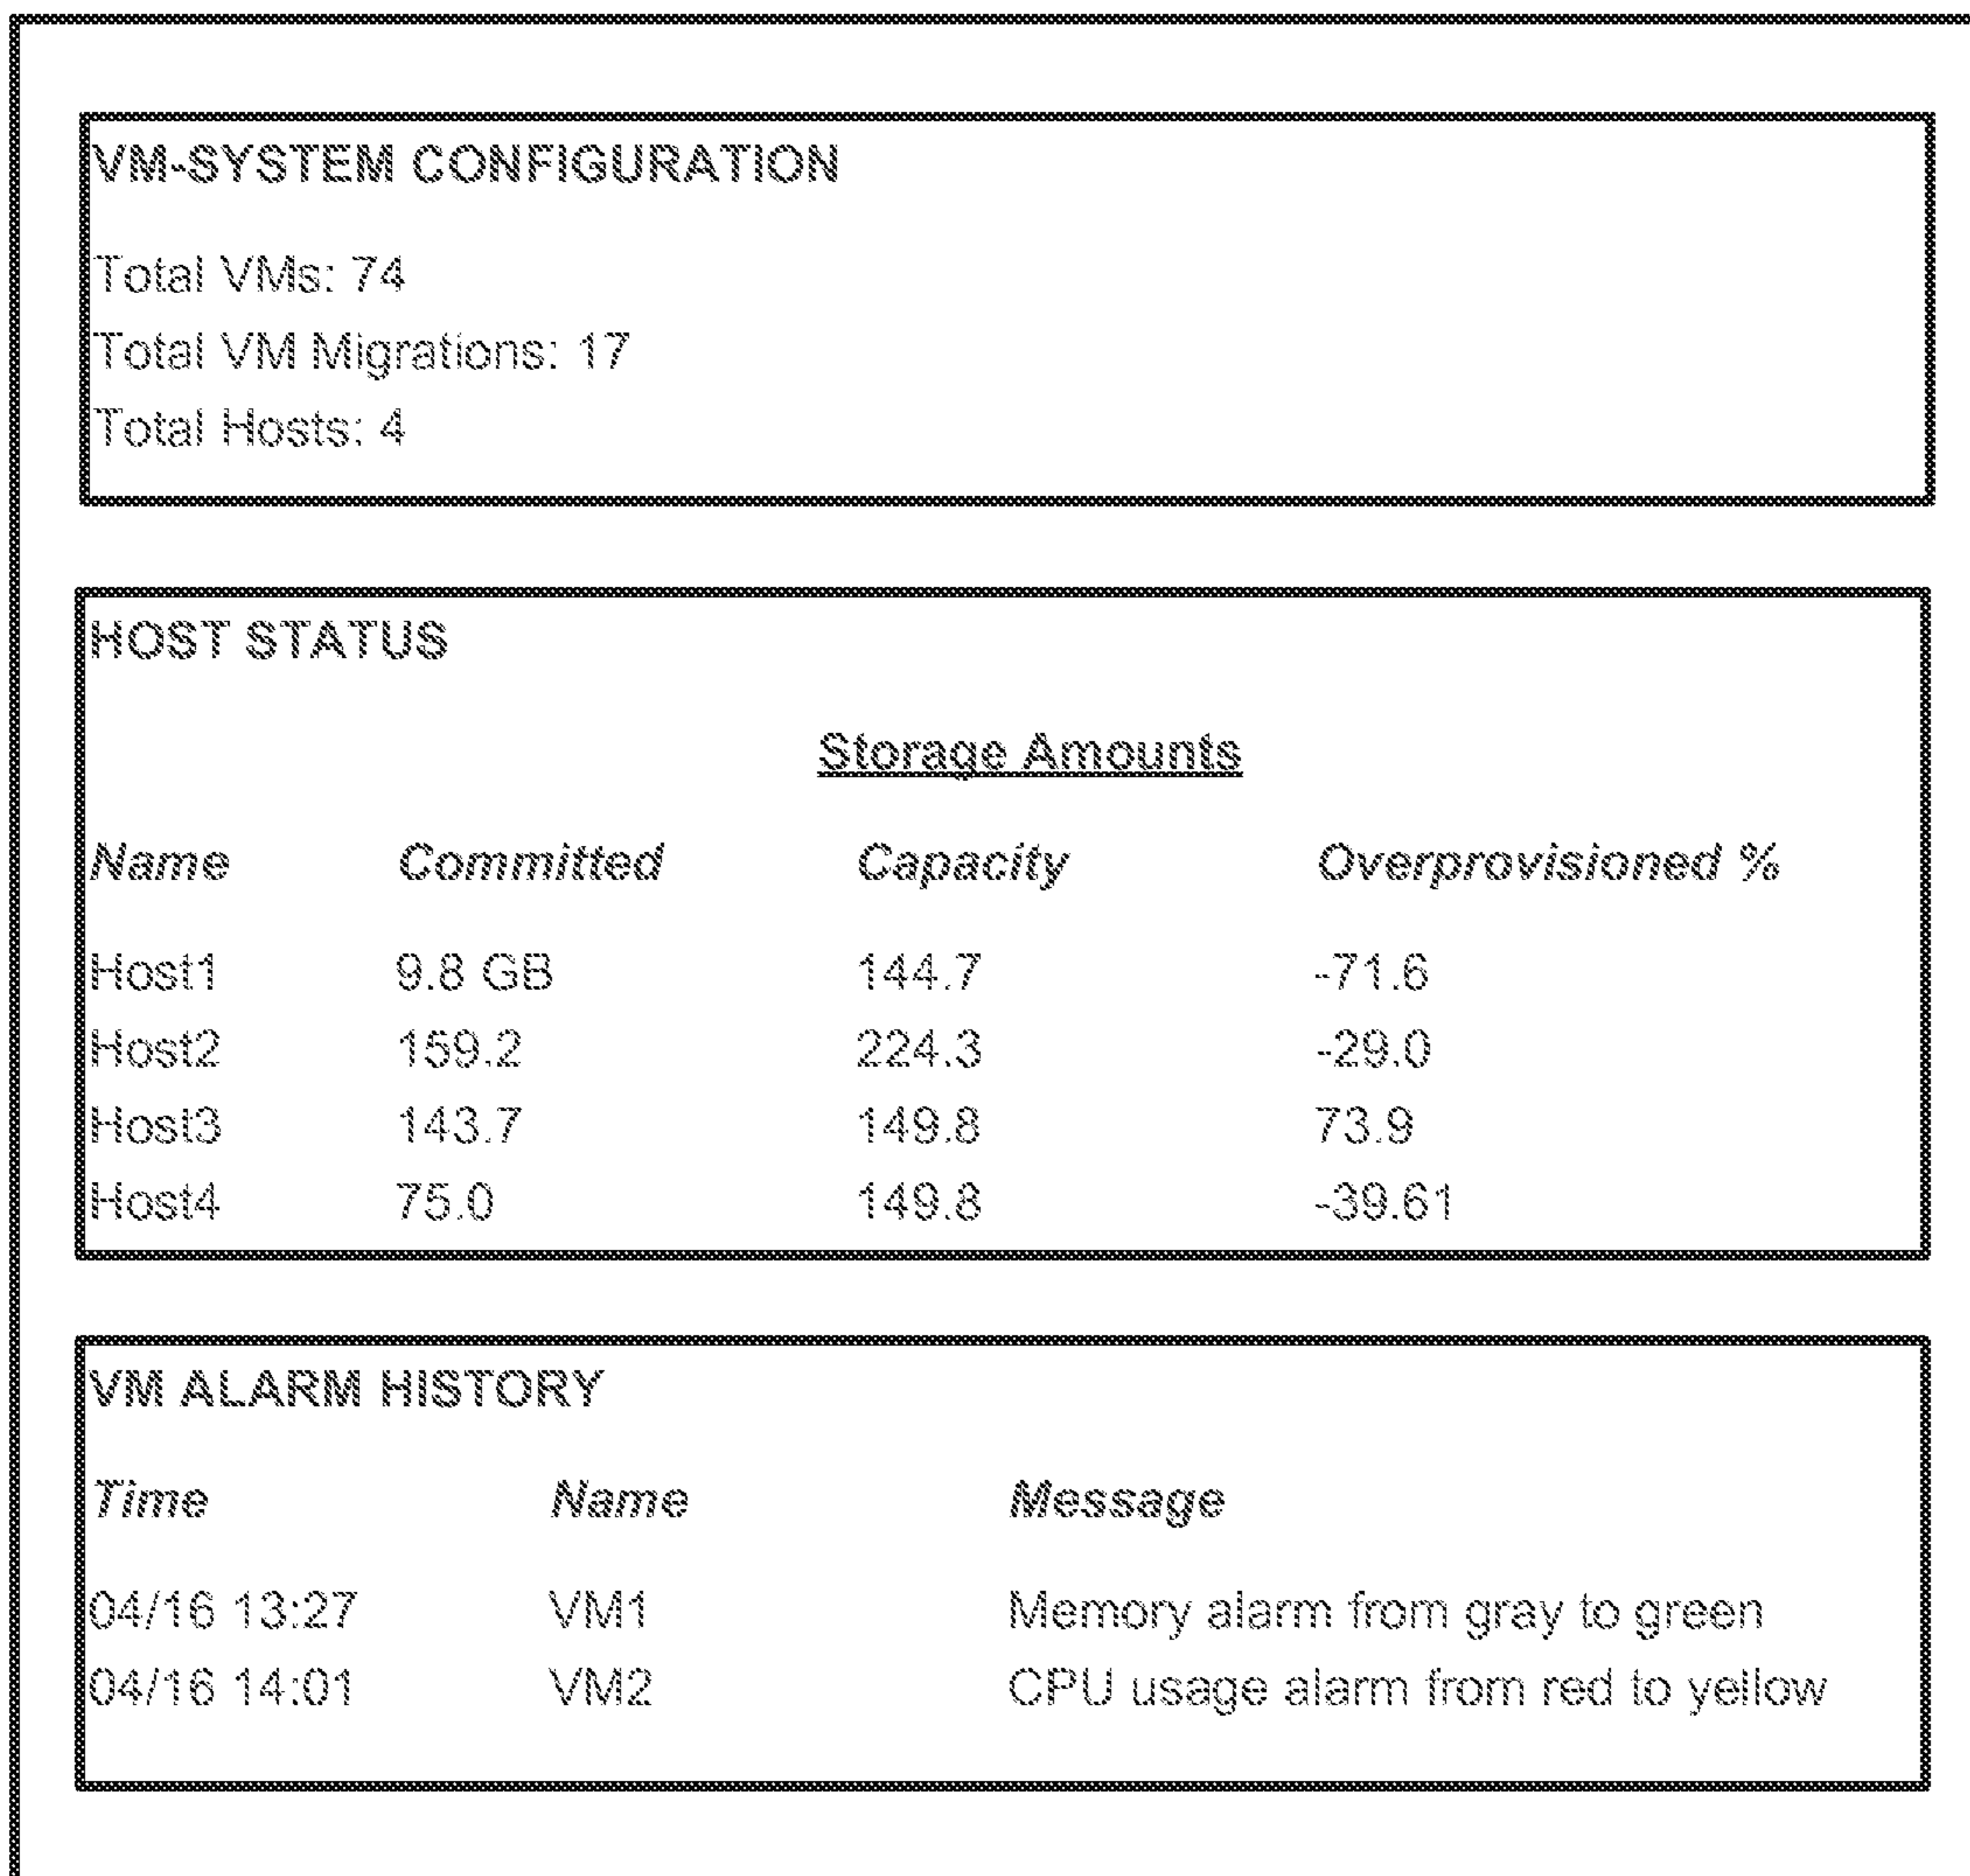 VM-SYSTEM CONFIGURATION
Total VMs: 74
Total VM Migrations: 17
Total Hosts: 4
HOST STATUS
Storage Amounts
Name Committed Capacity Overprovisioned %
Host1 9.8 GB 144.7 -71.6
Host2 159.2 224.3 -29.0
Host3 143.7 149.8 73.9
Host4 75.0 149.8 -39.61
VM ALARM HISTORY
Time Name Message
04/16 13:27 VM1 Memory alarm from gray to green
04/16 14:01 VM2 CPU usage alarm from red to yellow